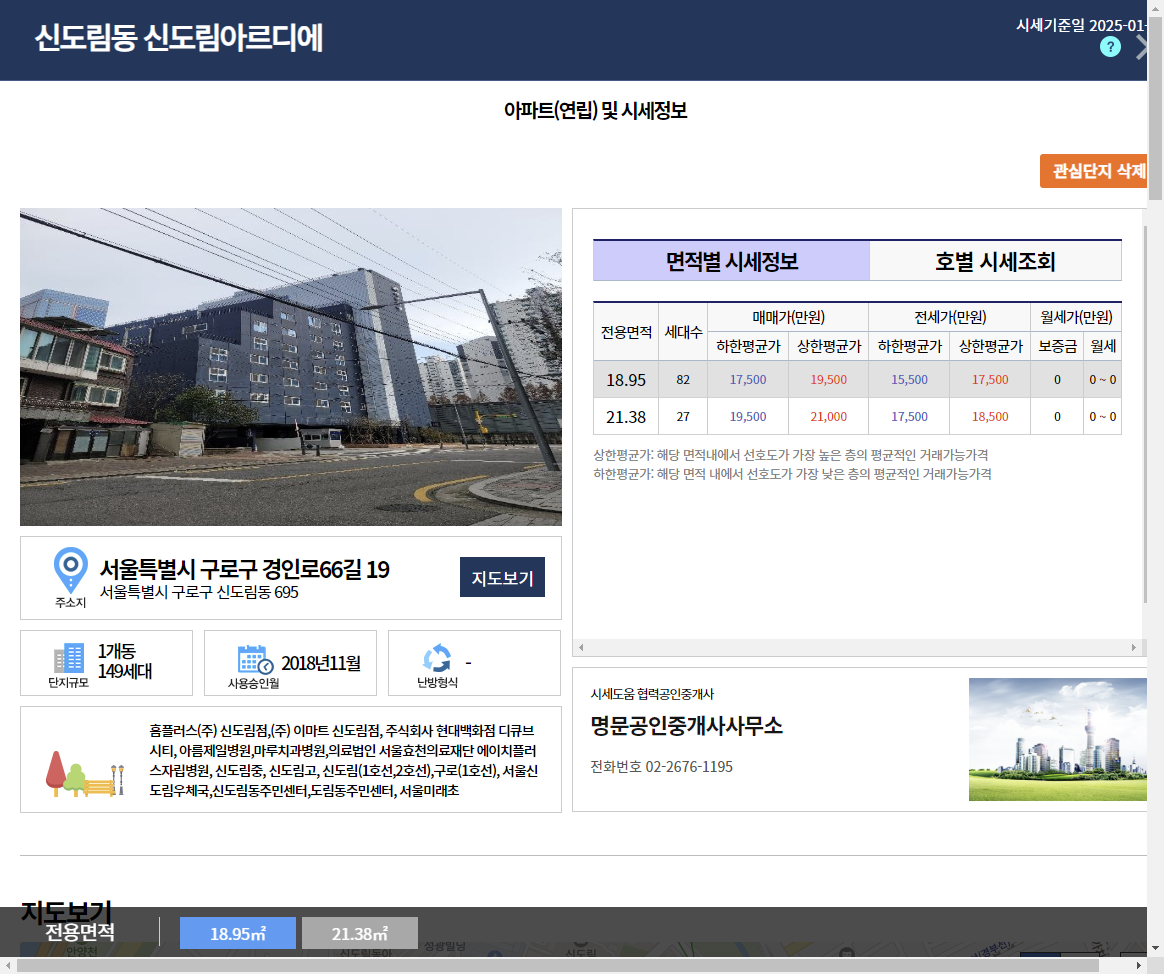 신도림동 신도림아르디에
시세기준일 2025-01-
?
아파트(연립) 및 시세정보
관심단지 삭제
면적별 시세정보 호별 시세조회
전용면적 세대수 매매가(만원) 전세가(만원) 월세가(만원)
하한평균가 상한평균가 하한평균가 상한평균가 보증금 월세
18.95 82 17,500 19,500 15,500 17,500 0 0 ~ 0
21.38 27 19,500 21,000 17,500 18,500 0 0 ~ 0
상한평균가: 해당 면적내에서 선호도가 가장 높은 층의 평균적인 거래가능가격
하한평균가: 해당 면적 내에서 선호도가 가장 낮은 층의 평균적인 거래가능가격
주소지
서울특별시 구로구 경인로66길 19
서울특별시 구로구 신도림동 695
지도보기
단지규모
1개동
149세대
사용승인월
2018년11월
난방형식
-
홈플러스(주) 신도림점,(주) 이마트 신도림점, 주식회사 현대백화점 디큐브
시티, 아름제일병원,마루치과병원,의료법인 서울효천의료재단 에이치플러
스자림병원, 신도림중, 신도림고, 신도림(1호선,2호선),구로(1호선), 서울신
도림우체국,신도림동주민센터,도림동주민센터, 서울미래초
시세도움 협력공인중개사
명문공인중개사사무소
전화번호 02-2676-1195
지도보기
전용면적
18.95㎡ 21.38㎡
안양천
신도림동아
성광빌딩
신도림